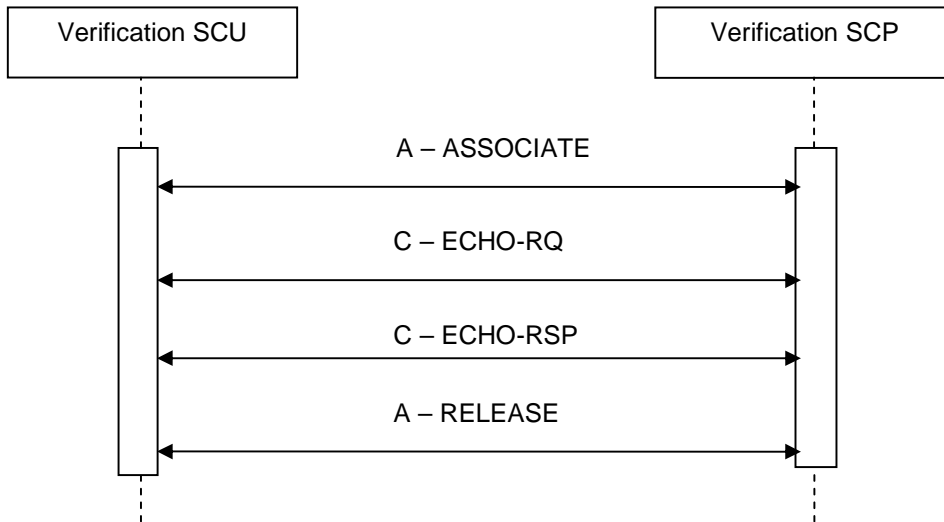 Verification SCU
Verification SCP
A – ASSOCIATE
C – ECHO-RQ
C – ECHO-RSP
A – RELEASE